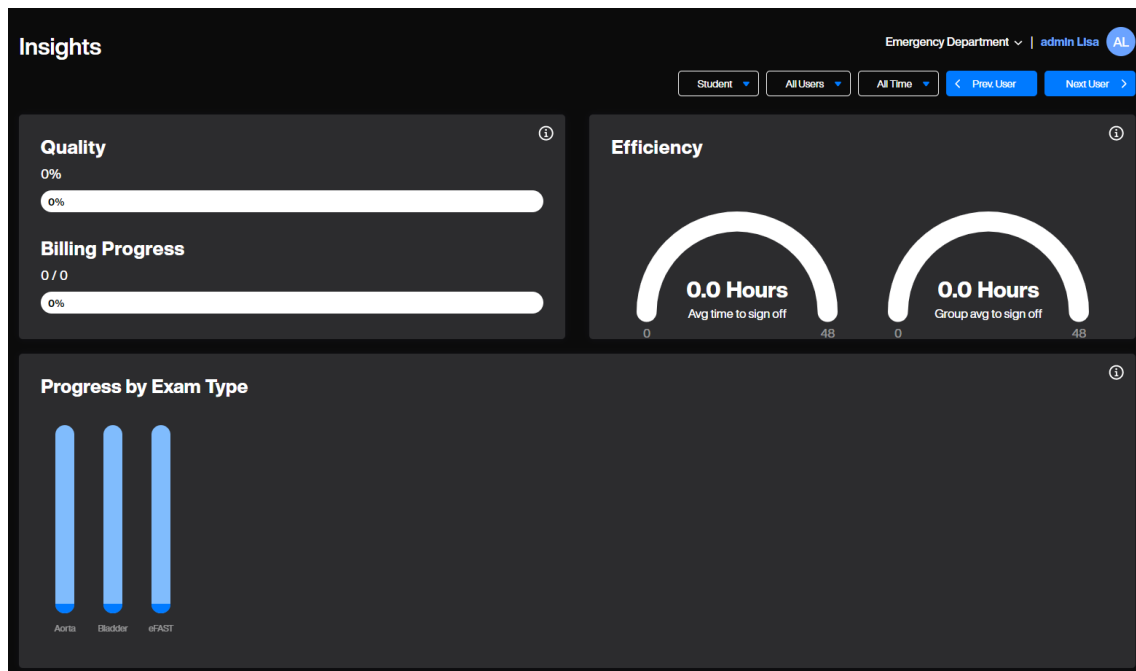 Insights
Emergency Department | admin Lisa AL
Student All Users All Time Prev. User Next User
Quality
0%
0%
Billing Progress
0 / 0
0%
Efficiency
0.0 Hours
Avg time to sign off
0 48
0.0 Hours
Group avg to sign off
0 48
Progress by Exam Type
Aorta Bladder eFAST